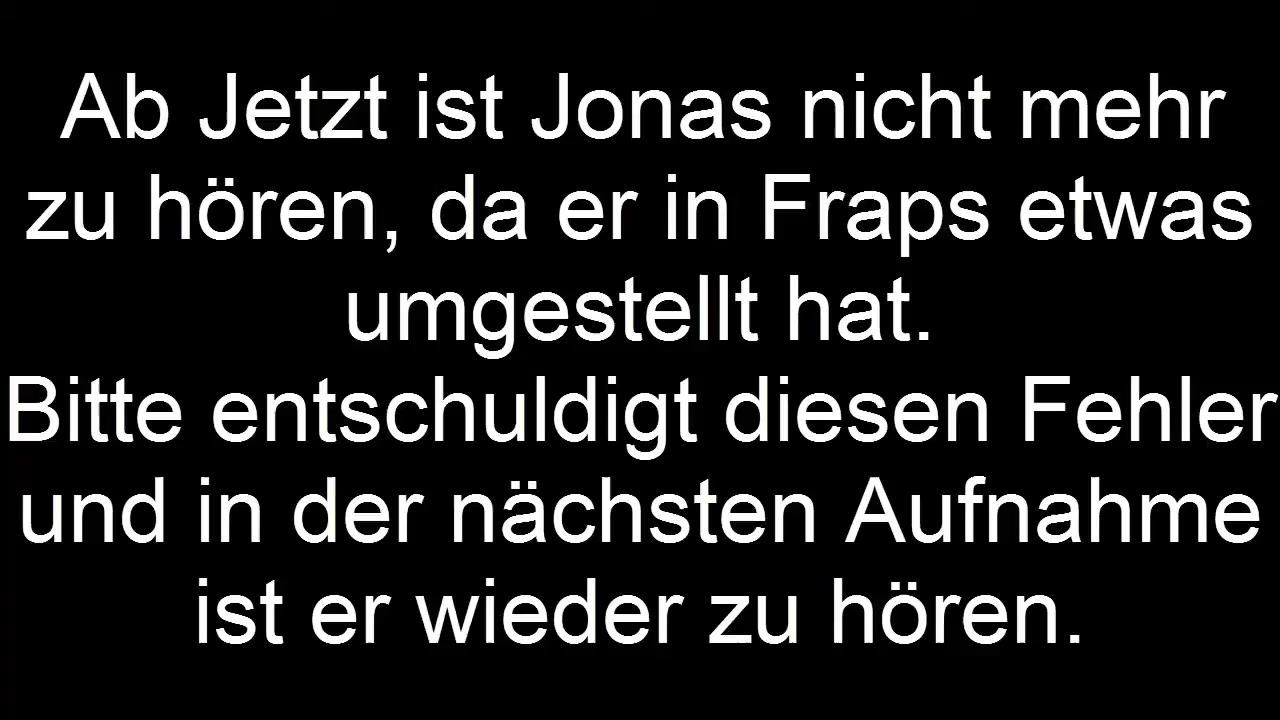 Ab Jetzt ist Jonas nicht mehr
zu hören, da er in Fraps etwas
umgestellt hat.
Bitte entschuldigt diesen Fehler
und in der nächsten Aufnahme
ist er wieder zu hören.